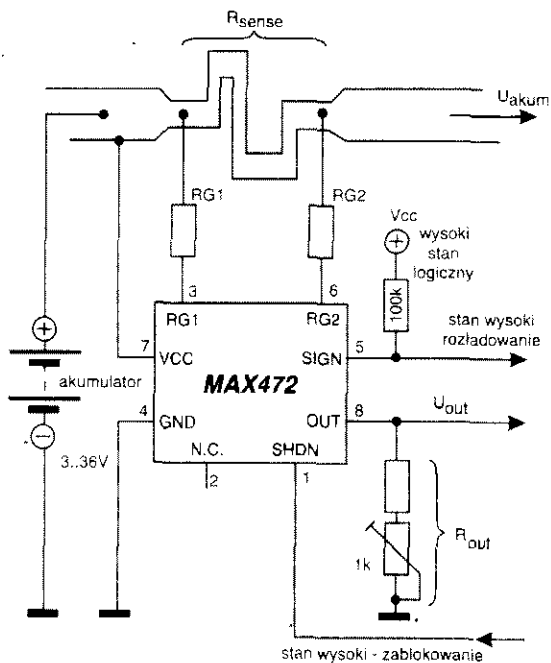 Rsense
Uakum
RG1
RG2
Vcc
wysoki
stan
logiczny
100k
3
6
RG1
RG2
7
VCC
SIGN
5
stan wysoki
rozładowanie
akumulator
MAX472
4
GND
OUT
8
Uout
3..36V
N.C.
SHDN
2
1
1k
Rout
stan wysoki - zablokowanie